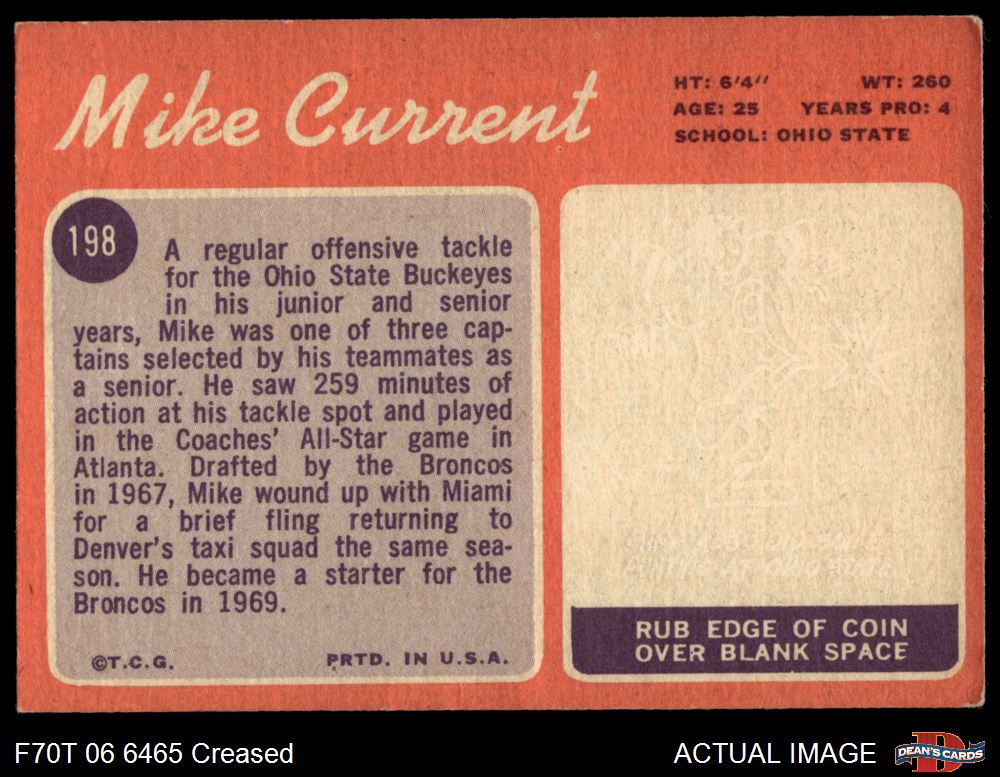 Mike Current
HT: 6'4'' WT: 260
AGE: 25 YEARS PRO: 4
SCHOOL: OHIO STATE
198
A regular offensive tackle
for the Ohio State Buckeyes
in his junior and senior
years, Mike was one of three cap-
tains selected by his teammates as
a senior. He saw 259 minutes of
action at his tackle spot and played
in the Coaches' All-Star game in
Atlanta. Drafted by the Broncos
in 1967, Mike wound up with Miami
for a brief fling returning to
Denver's taxi squad the same sea-
son. He became a starter for the
Broncos in 1969.
©T.C.G. PRTD. IN U.S.A.
RUB EDGE OF COIN
OVER BLANK SPACE
F70T 06 6465 Creased
ACTUAL IMAGE
DEAN'S CARDS